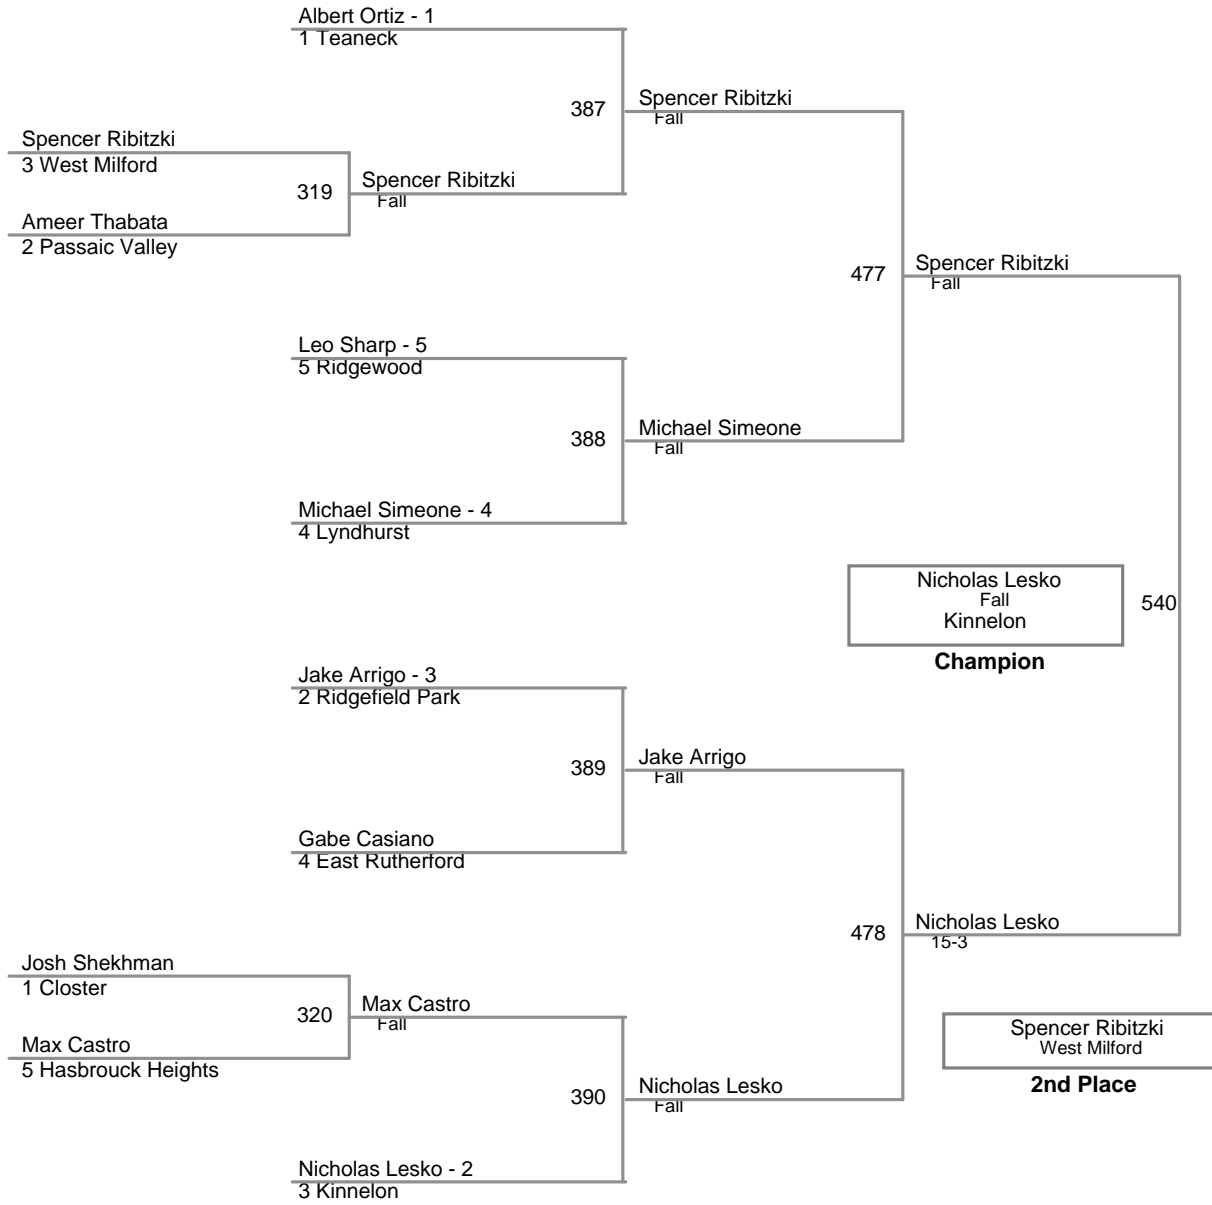 Albert Ortiz - 1
1 Teaneck
387
Spencer Ribitzki
Fall
Spencer Ribitzki
3 West Milford
319
Spencer Ribitzki
Fall
Ameer Thabata
2 Passaic Valley
477
Spencer Ribitzki
Fall
Leo Sharp - 5
5 Ridgewood
388
Michael Simeone
Fall
Michael Simeone - 4
4 Lyndhurst
Nicholas Lesko
Fall
Kinnelon
540
Champion
Jake Arrigo - 3
2 Ridgefield Park
389
Jake Arrigo
Fall
Gabe Casiano
4 East Rutherford
478
Nicholas Lesko
15-3
Josh Shekhman
1 Closter
320
Max Castro
Fall
Max Castro
5 Hasbrouck Heights
Spencer Ribitzki
West Milford
2nd Place
390
Nicholas Lesko
Fall
Nicholas Lesko - 2
3 Kinnelon